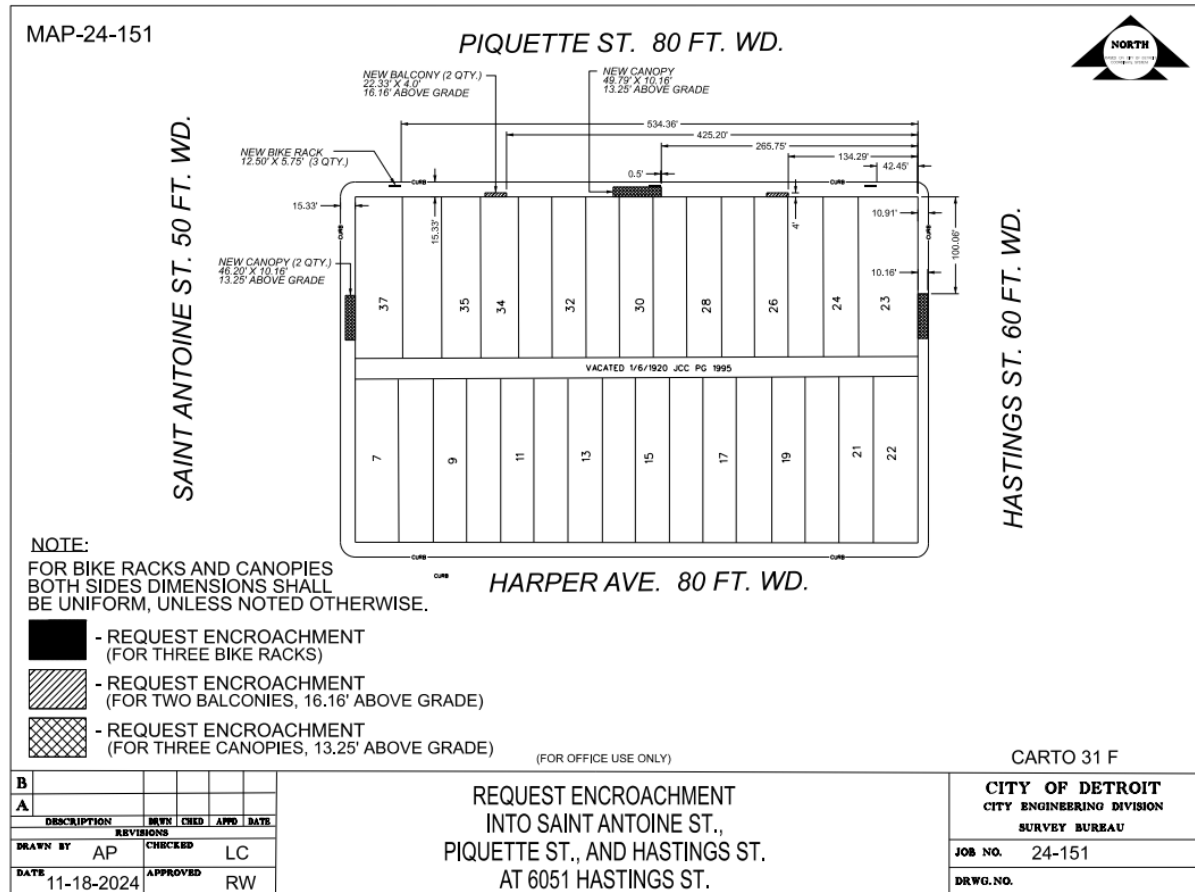 MAP-24-151
PIQUETTE ST. 80 FT. WD.
NORTH
NEW BALCONY (2 QTY.)
22.33' X 4.0'
16.16' ABOVE GRADE
NEW CANOPY
49.79' X 10.16'
13.25' ABOVE GRADE
534.36'
425.20'
265.75'
134.29'
42.45'
NEW BIKE RACK
12.50' X 5.75' (3 QTY.)
0.5'
CURB
CURB
15.33'
15.33'
4'
10.91'
CURB
CURB
100.06'
SAINT ANTOINE ST. 50 FT. WD.
HASTINGS ST. 60 FT. WD.
NEW CANOPY (2 QTY.)
46.20' X 10.16'
13.25' ABOVE GRADE
10.16'
37
35
34
32
30
28
26
24
23
VACATED 1/6/1920 JCC PG 1995
7
9
11
13
15
17
19
21
22
CURB
CURB
CURB
HARPER AVE. 80 FT. WD.
NOTE:
FOR BIKE RACKS AND CANOPIES
BOTH SIDES DIMENSIONS SHALL
BE UNIFORM, UNLESS NOTED OTHERWISE.
- REQUEST ENCROACHMENT
(FOR THREE BIKE RACKS)
- REQUEST ENCROACHMENT
(FOR TWO BALCONIES, 16.16' ABOVE GRADE)
- REQUEST ENCROACHMENT
(FOR THREE CANOPIES, 13.25' ABOVE GRADE)
(FOR OFFICE USE ONLY)
CARTO 31 F
B
A
DESCRIPTION DRWN CHKD APPD DATE
REVISIONS
DRAWN BY AP CHECKED LC
DATE 11-18-2024 APPROVED RW
REQUEST ENCROACHMENT
INTO SAINT ANTOINE ST.,
PIQUETTE ST., AND HASTINGS ST.
AT 6051 HASTINGS ST.
CITY OF DETROIT
CITY ENGINEERING DIVISION
SURVEY BUREAU
JOB NO. 24-151
DRWG.NO.